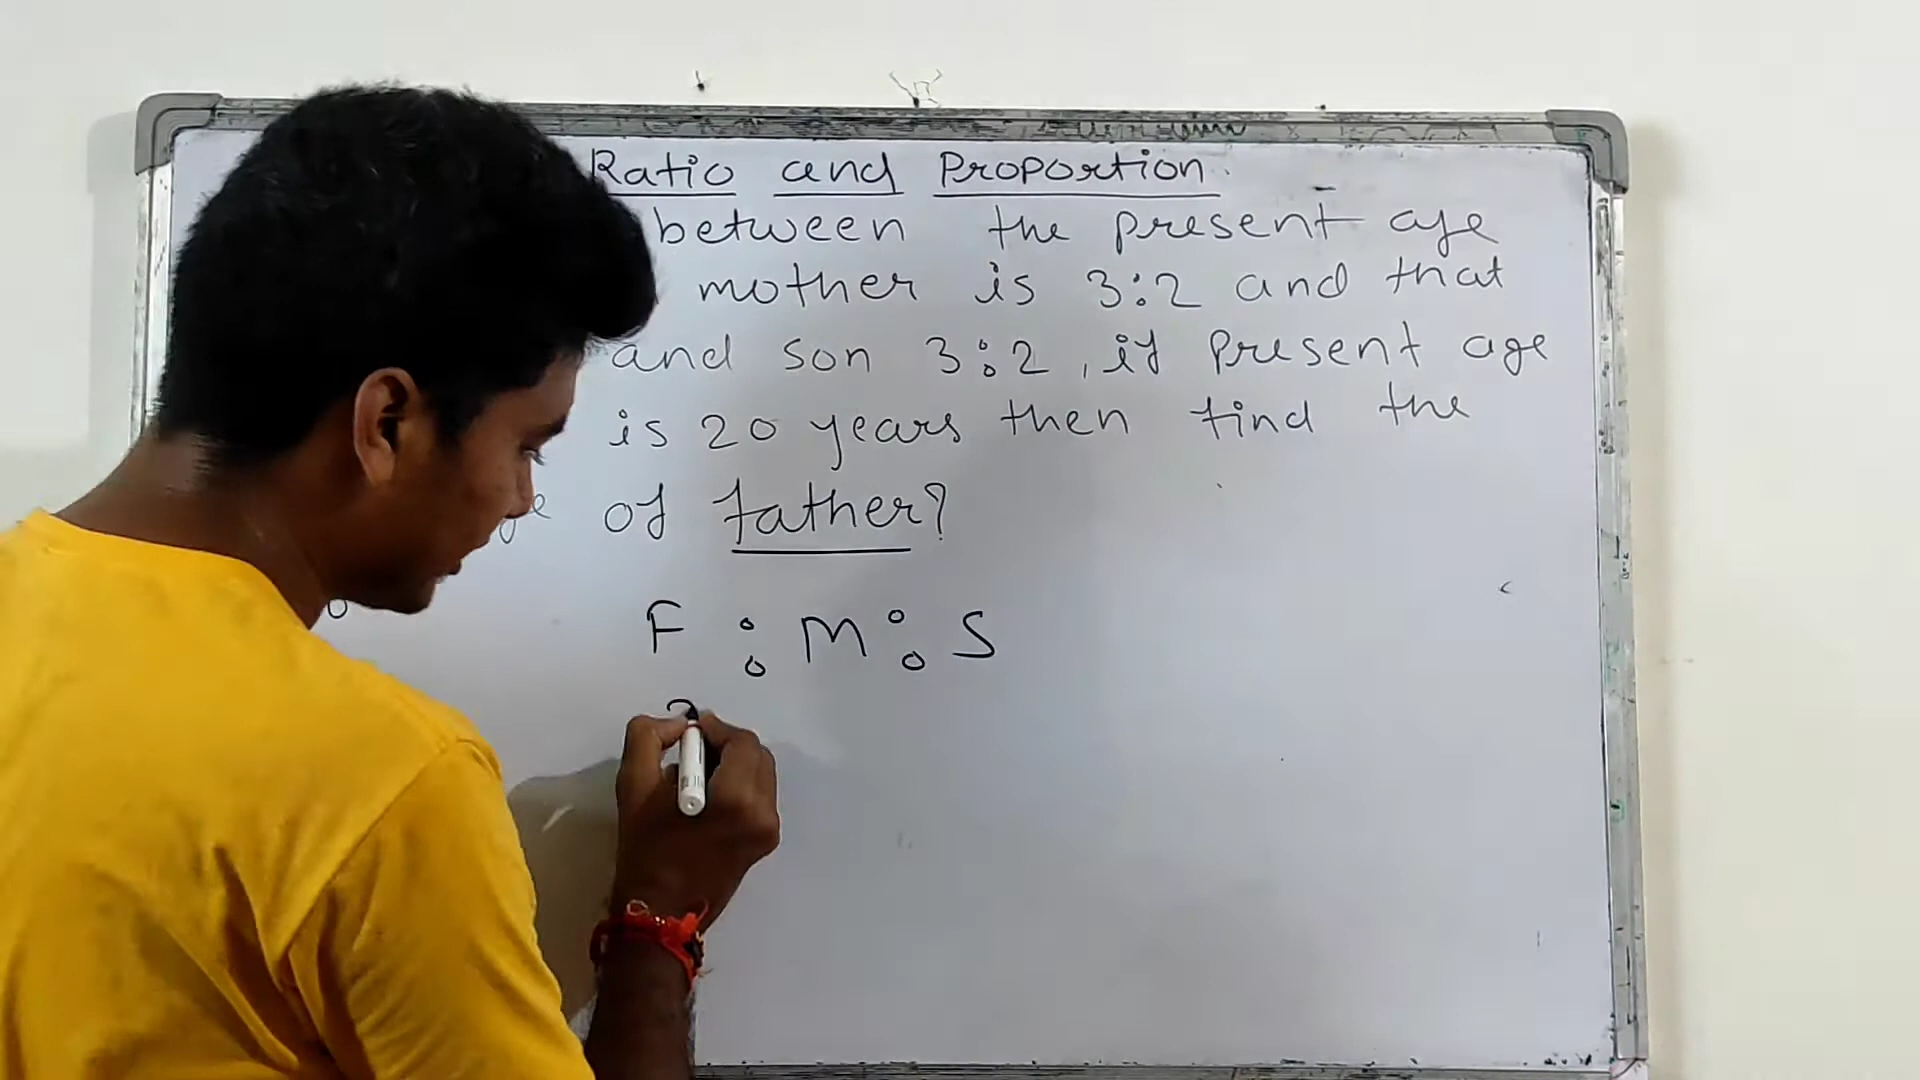 Ratio and Proportion.
between the present age
mother is 3:2 and that
and son 3:2, if present age
is 20 years then find the
of father?
F : M : S